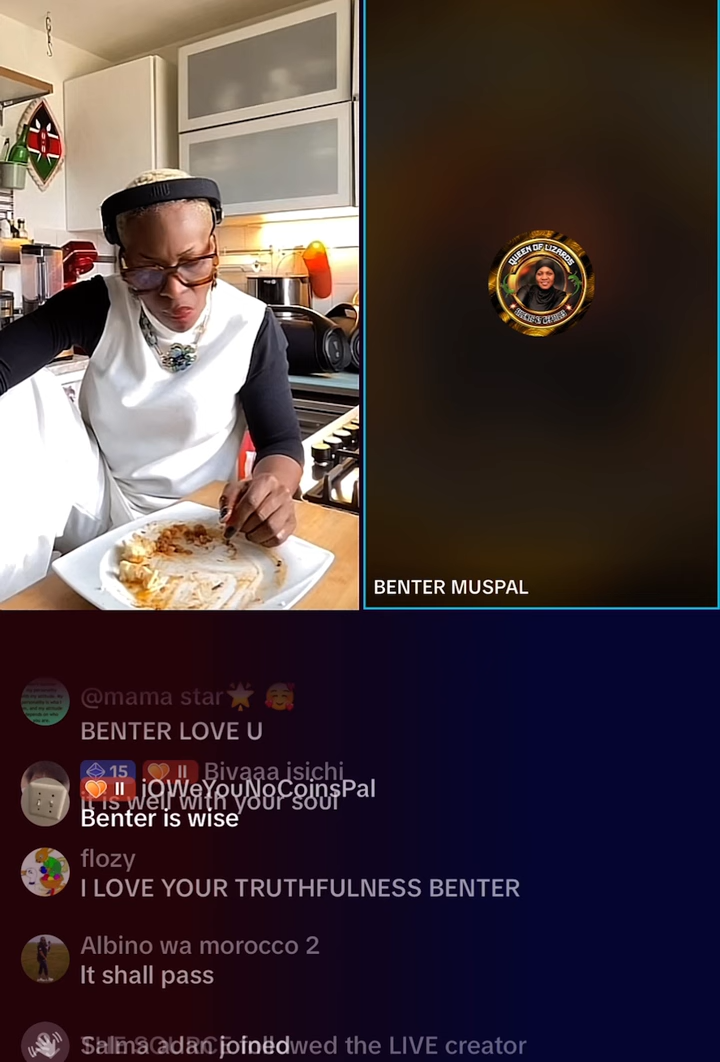 QUEEN OF LIZARDS
BENTER MUSPAL
@mama star🌟 🥰
BENTER LOVE U
15 II Bivaaa isichi
it is well with your soul
II iOWeYouNoCoinsPal
Benter is wise
flozy
I LOVE YOUR TRUTHFULNESS BENTER
Albino wa morocco 2
It shall pass
Salma adan joined
followed the LIVE creator